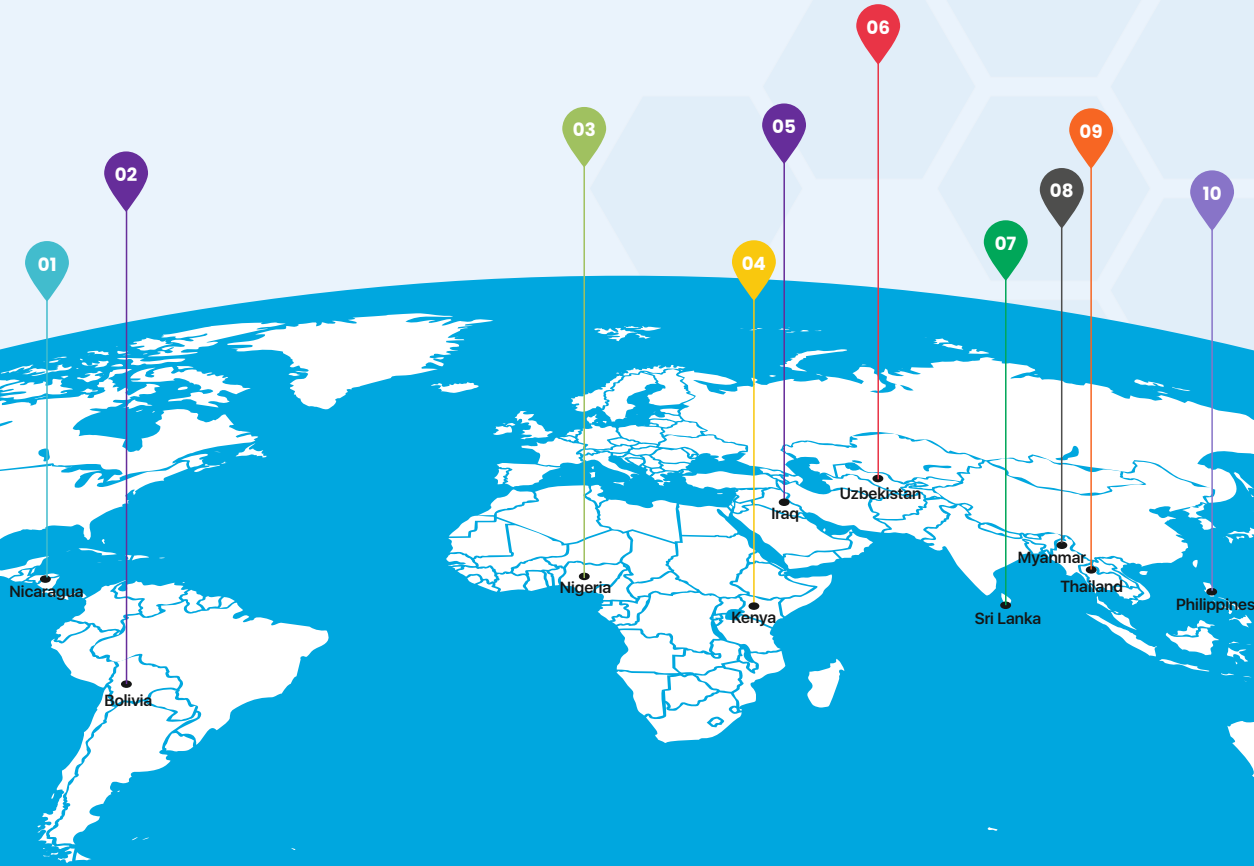 01
Nicaragua
02
Bolivia
03
Nigeria
04
Kenya
05
Iraq
06
Uzbekistan
07
Sri Lanka
08
Myanmar
09
Thailand
10
Philippines